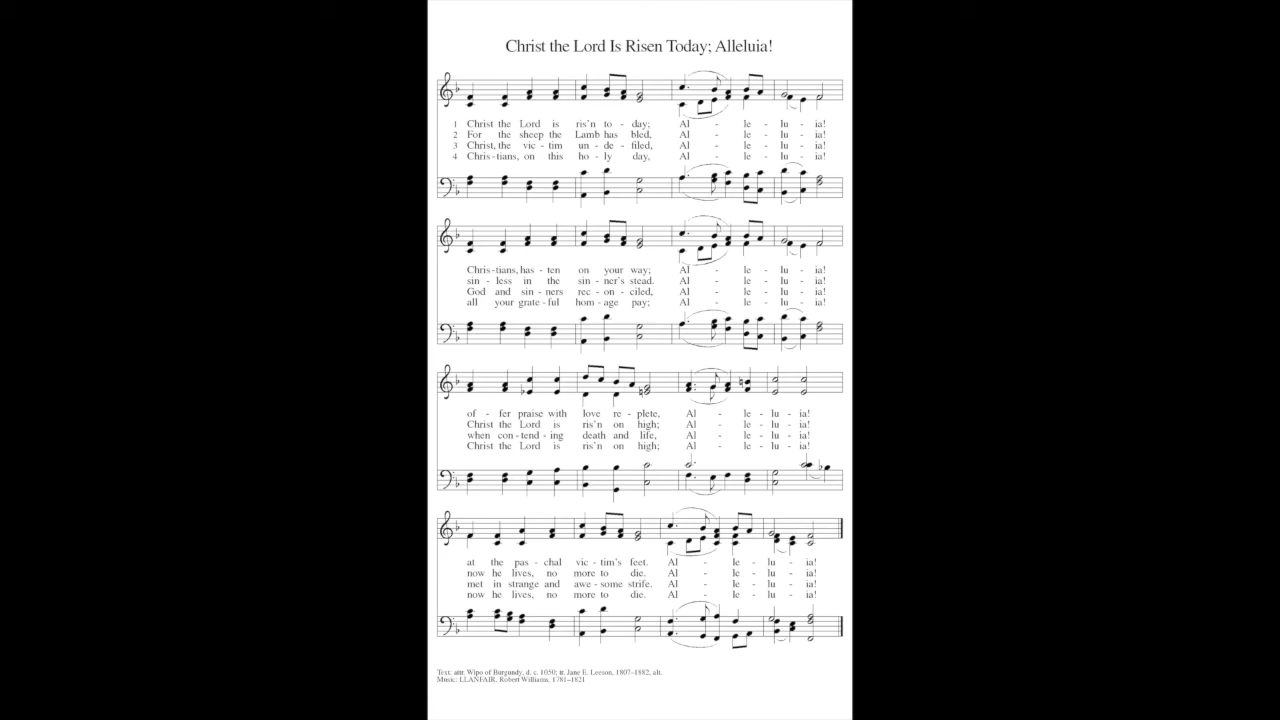 Christ the Lord Is Risen Today; Alleluia!
1 Christ the Lord is ris'n to - day; Al - le - lu - ia!
2 For the sheep the Lamb has bled, Al - le - lu - ia!
3 Christ, the vic - tim un - de - filed, Al - le - lu - ia!
4 Chris - tians, on this ho - ly day, Al - le - lu - ia!
Chris - tians, has - ten on your way; Al - le - lu - ia!
sin - less in the sin - ner's stead. Al - le - lu - ia!
God and sin - ners rec - on - ciled, Al - le - lu - ia!
all your grate - ful hom - age pay; Al - le - lu - ia!
of - fer praise with love re - plete, Al - le - lu - ia!
Christ the Lord is ris'n on high; Al - le - lu - ia!
when con - tend - ing death and life, Al - le - lu - ia!
Christ the Lord is ris'n on high; Al - le - lu - ia!
at the pas - chal vic - tim's feet. Al - le - lu - ia!
now he lives, no more to die. Al - le - lu - ia!
met in strange and awe - some strife. Al - le - lu - ia!
now he lives, no more to die. Al - le - lu - ia!
Text: attr. Wipo of Burgundy, d. c. 1050; tr. Jane E. Leeson, 1807–1882, alt.
Music: LLANFAIR, Robert Williams, 1781–1821